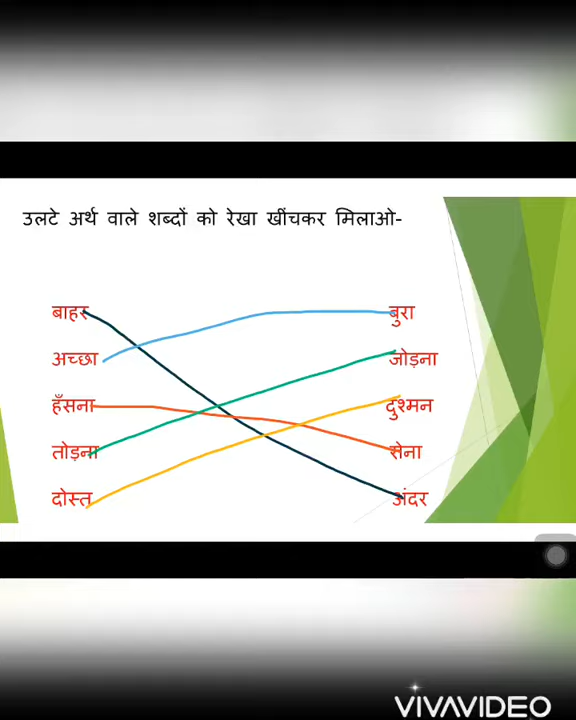 उलटे अर्थ वाले शब्दों को रेखा खींचकर मिलाओ-
बाहर बुरा
अच्छा जोड़ना
हँसना दुश्मन
तोड़ना सेना
दोस्त अंदर
VIVAVIDEO